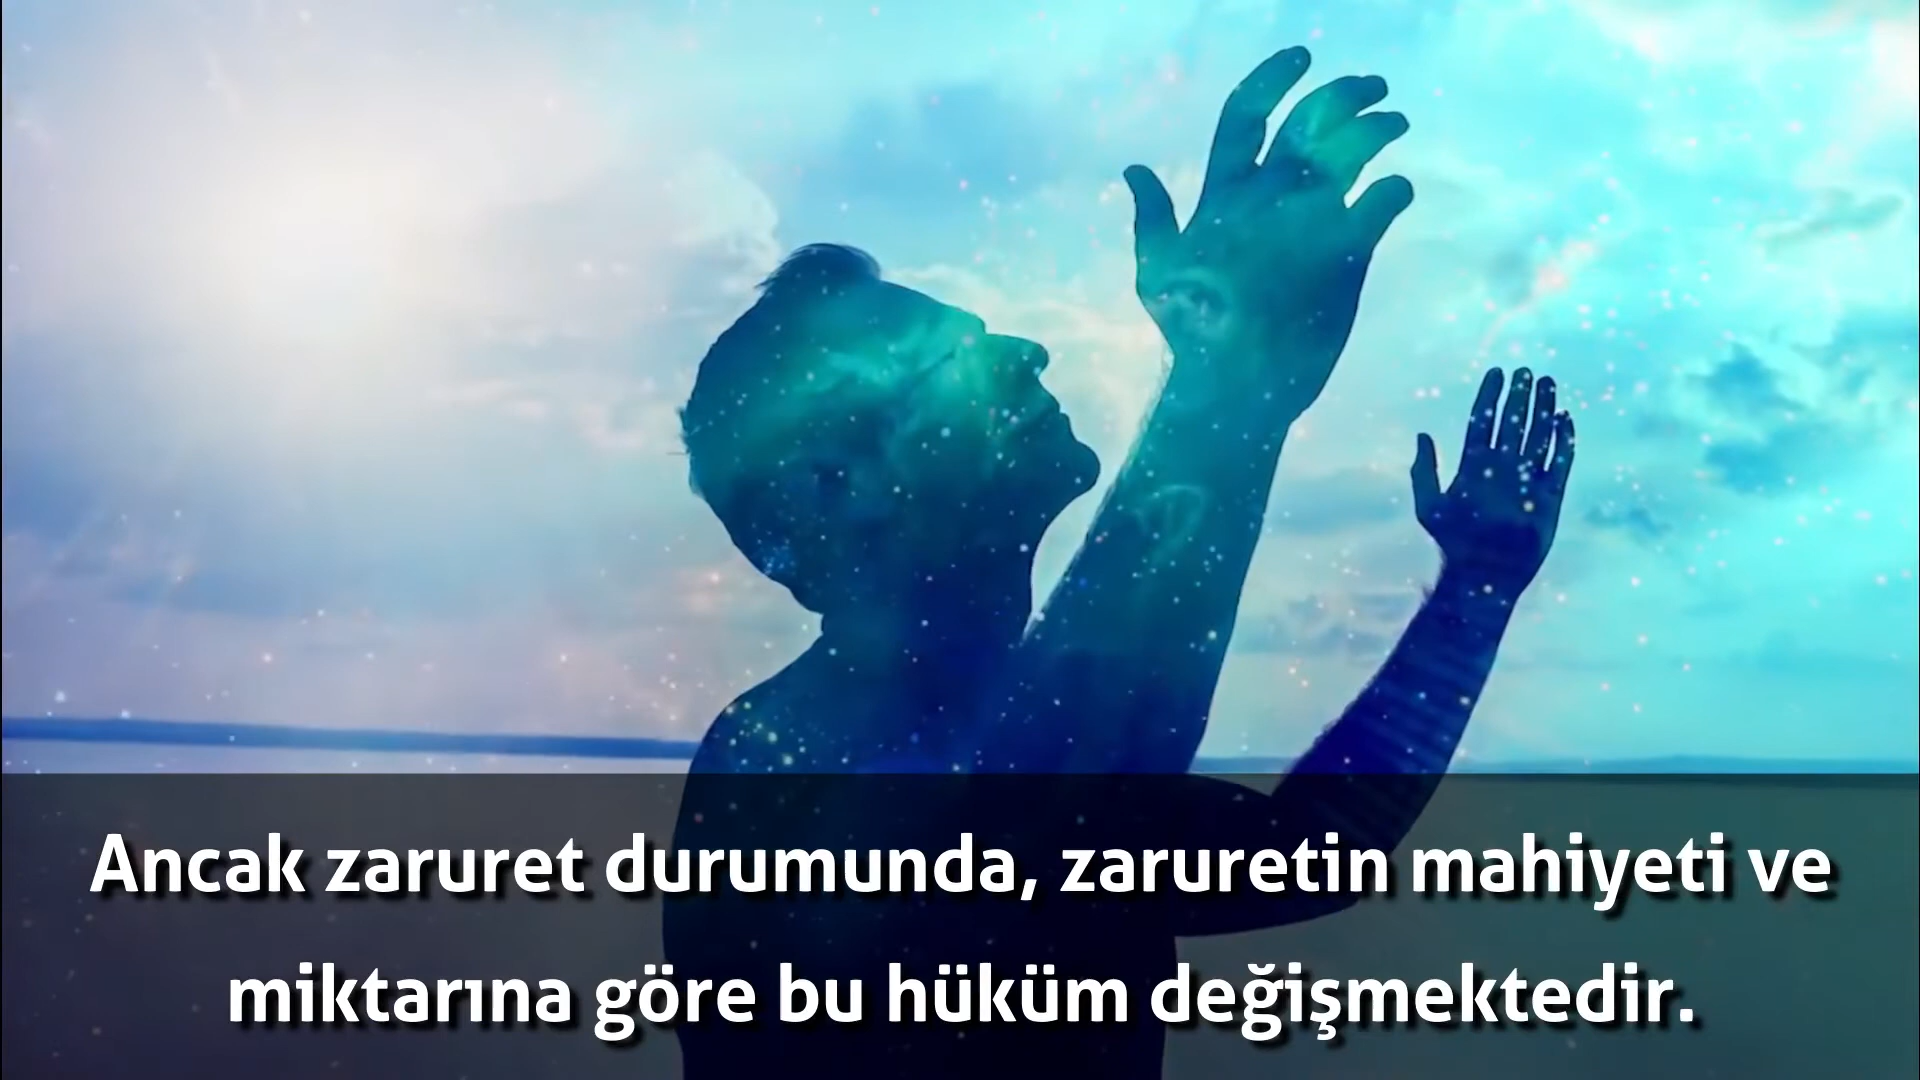 Ancak zaruret durumunda, zaruretin mahiyeti ve
miktarına göre bu hüküm değişmektedir.